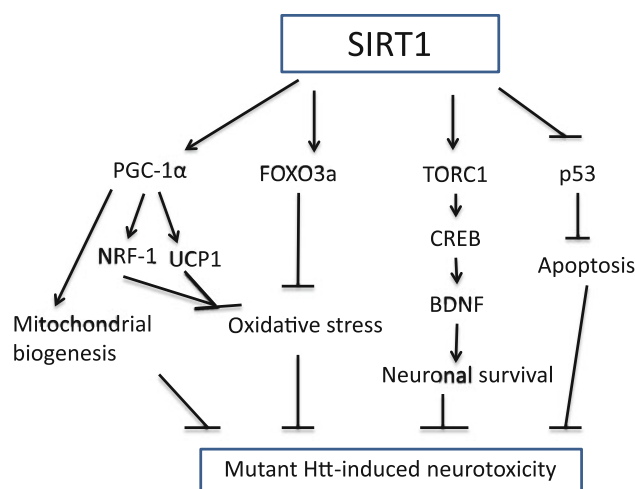 SIRT1
PGC-1α
FOXO3a
TORC1
p53
NRF-1
UCP1
CREB
Apoptosis
BDNF
Mitochondrial
biogenesis
Oxidative stress
Neuronal survival
Mutant Htt-induced neurotoxicity